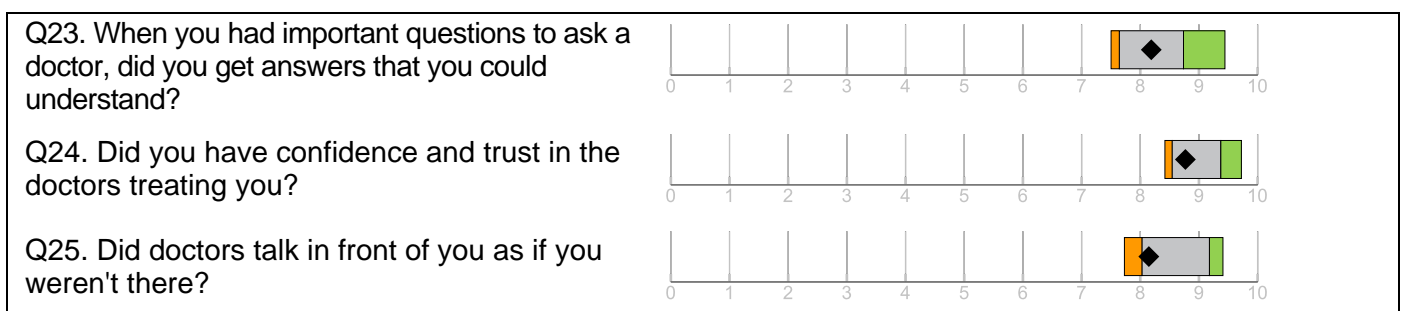 Q23. When you had important questions to ask a
doctor, did you get answers that you could
understand?
0 1 2 3 4 5 6 7 8 9 10
Q24. Did you have confidence and trust in the
doctors treating you?
0 1 2 3 4 5 6 7 8 9 10
Q25. Did doctors talk in front of you as if you
weren't there?
0 1 2 3 4 5 6 7 8 9 10